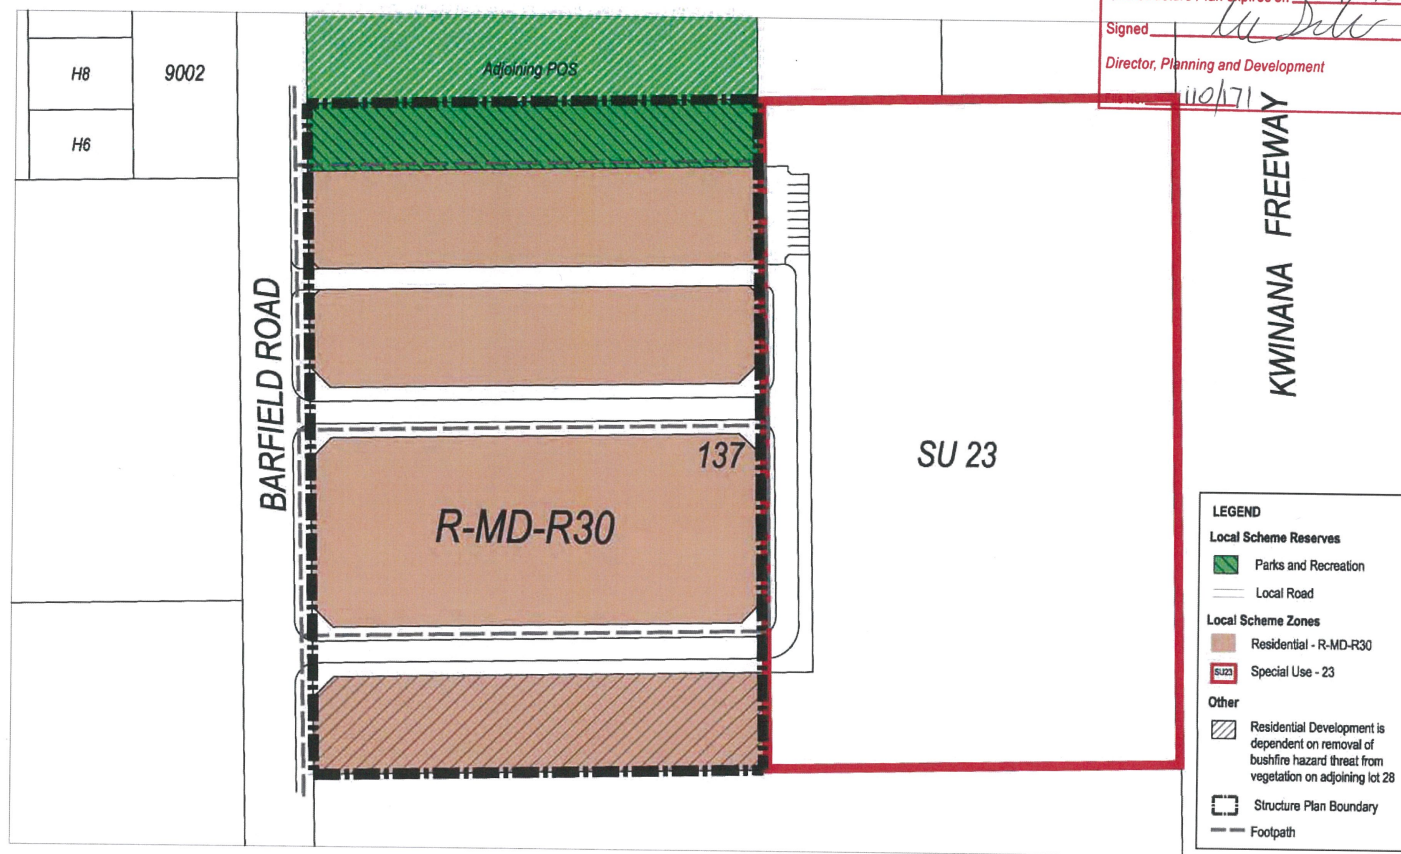 Signed
Director, Planning and Development
110/171
H8
9002
H6
Adjoining POS
BARFIELD ROAD
KWINANA FREEWAY
137
R-MD-R30
SU 23
LEGEND
Local Scheme Reserves
Parks and Recreation
Local Road
Local Scheme Zones
Residential - R-MD-R30
SU23
Special Use - 23
Other
Residential Development is
dependent on removal of
bushfire hazard threat from
vegetation on adjoining lot 28
Structure Plan Boundary
Footpath